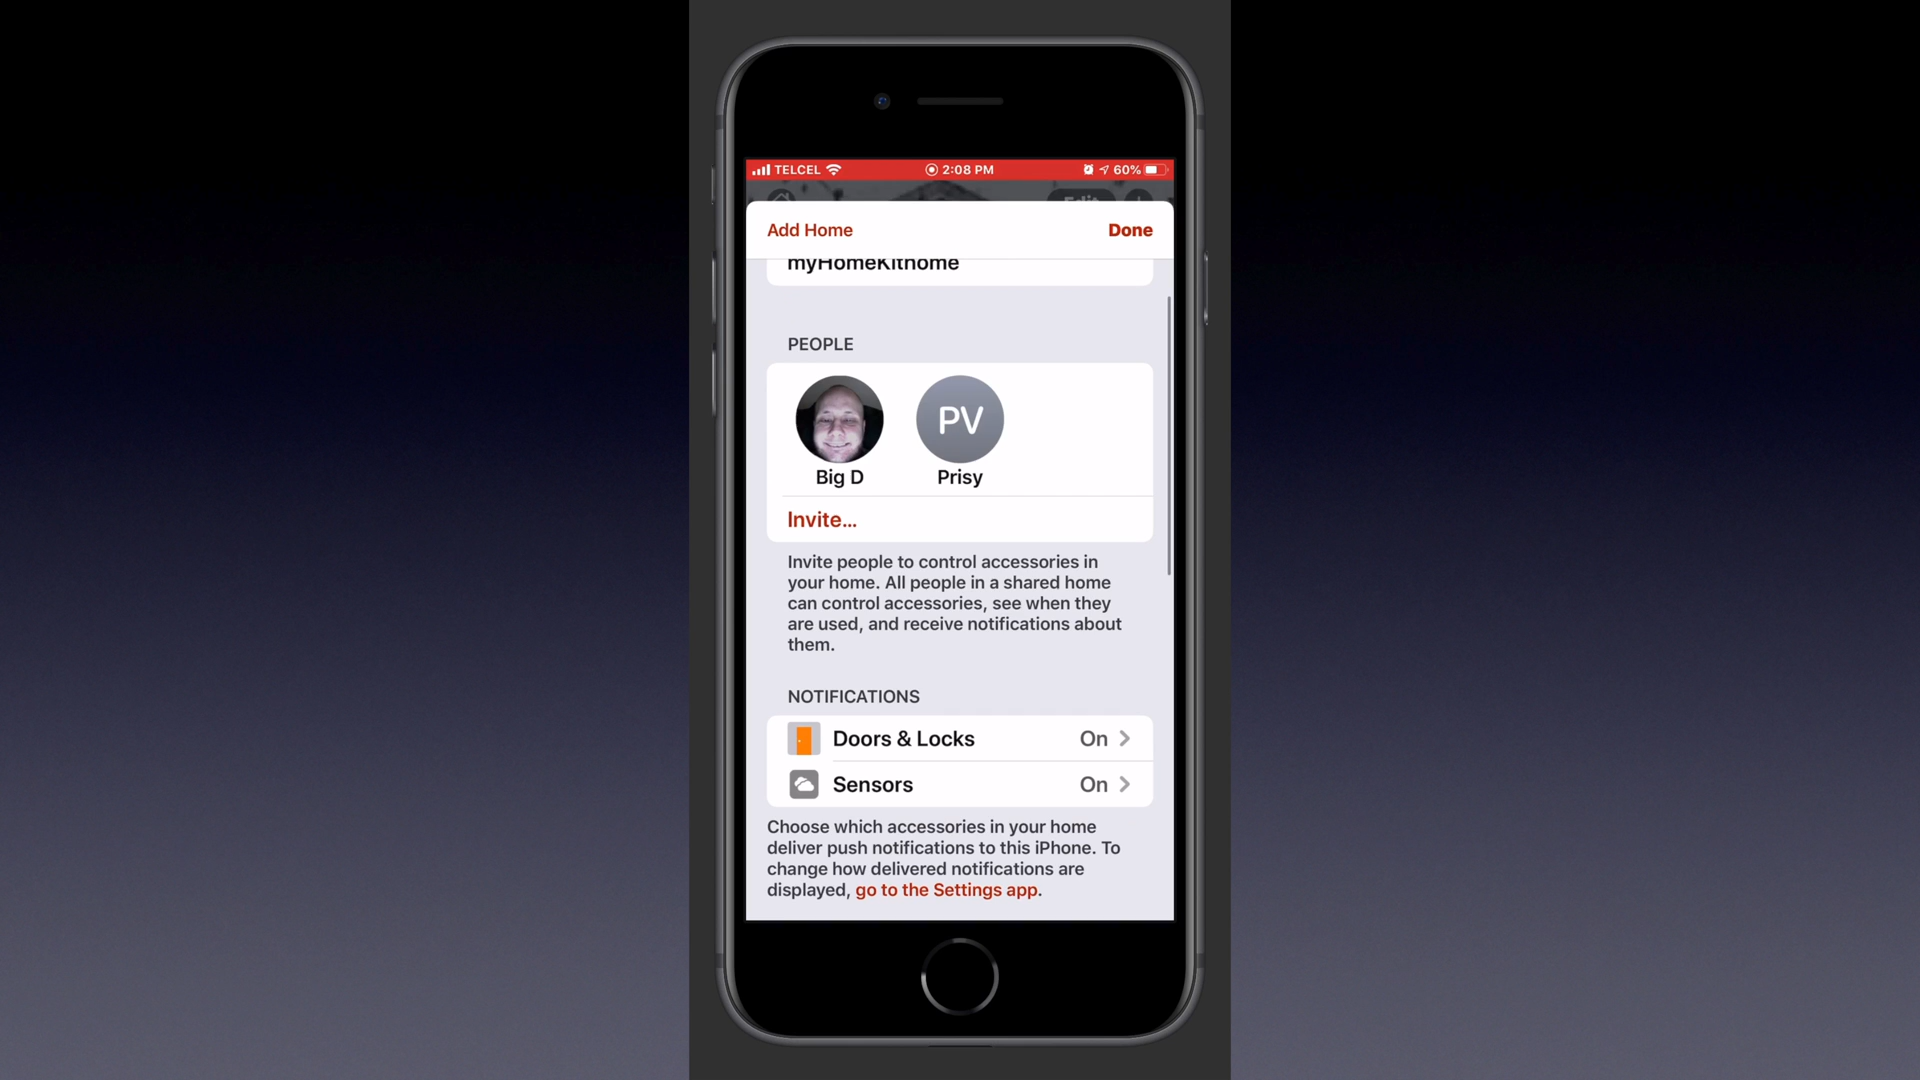 TELCEL 2:08 PM 60%
Edit
Add Home Done
myHomeKithome
PEOPLE
PV
Big D Prisy
Invite...
Invite people to control accessories in
your home. All people in a shared home
can control accessories, see when they
are used, and receive notifications about
them.
NOTIFICATIONS
Doors & Locks On
Sensors On
Choose which accessories in your home
deliver push notifications to this iPhone. To
change how delivered notifications are
displayed, go to the Settings app.